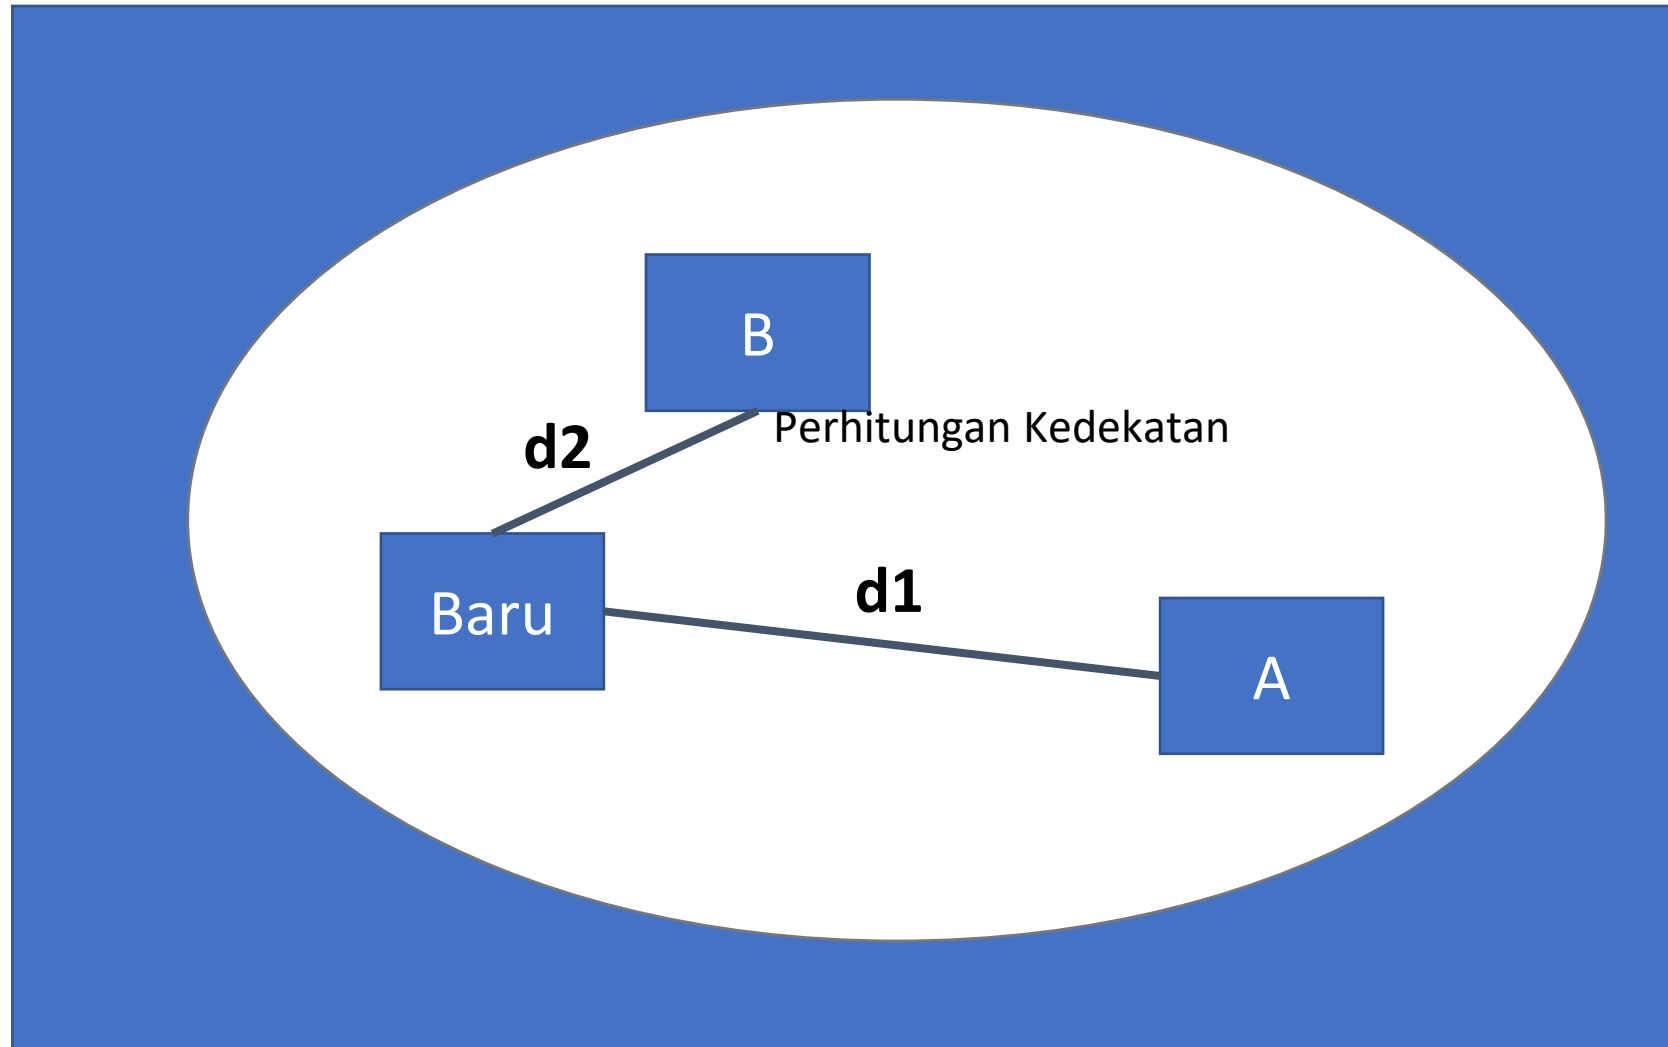 B
Perhitungan Kedekatan
d2
d1
Baru
A